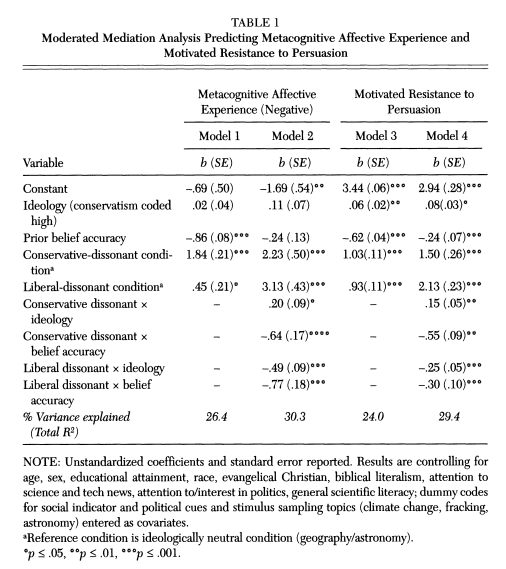 TABLE 1
Moderated Mediation Analysis Predicting Metacognitive Affective Experience and
Motivated Resistance to Persuasion
Metacognitive Affective Experience (Negative) Motivated Resistance to Persuasion
Model 1 Model 2 Model 3 Model 4
Variable b (SE) b (SE) b (SE) b (SE)
Constant –.69 (.50) –1.69 (.54)** 3.44 (.06)*** 2.94 (.28)***
Ideology (conservatism coded high) .02 (.04) .11 (.07) .06 (.02)** .08(.03)*
Prior belief accuracy –.86 (.08)*** –.24 (.13) –.62 (.04)*** –.24 (.07)***
Conservative-dissonant condi-tionª 1.84 (.21)*** 2.23 (.50)*** 1.03(.11)*** 1.50 (.26)***
Liberal-dissonant conditionª .45 (.21)* 3.13 (.43)*** .93(.11)*** 2.13 (.23)***
Conservative dissonant × ideology – .20 (.09)* – .15 (.05)**
Conservative dissonant × belief accuracy – –.64 (.17)**** – –.55 (.09)**
Liberal dissonant × ideology – –.49 (.09)*** – –.25 (.05)***
Liberal dissonant × belief accuracy – –.77 (.18)*** – –.30 (.10)***
% Variance explained (Total R²) 26.4 30.3 24.0 29.4
NOTE: Unstandardized coefficients and standard error reported. Results are controlling for
age, sex, educational attainment, race, evangelical Christian, biblical literalism, attention to
science and tech news, attention to/interest in politics, general scientific literacy; dummy codes
for social indicator and political cues and stimulus sampling topics (climate change, fracking,
astronomy) entered as covariates.
ªReference condition is ideologically neutral condition (geography/astronomy).
*p ≤ .05, **p ≤ .01, ***p ≤ .001.